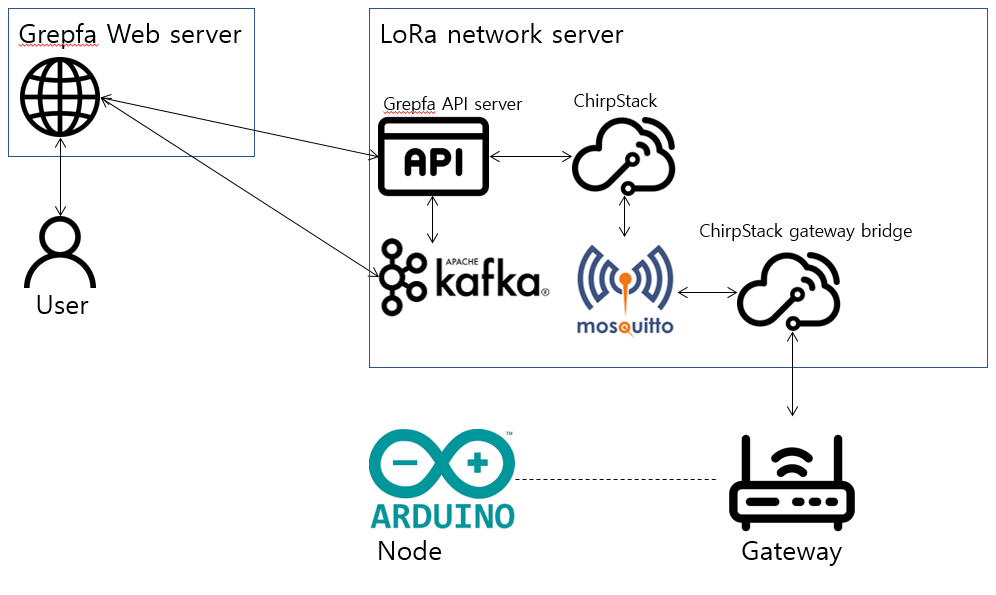 Grepfa Web server
LoRa network server
Grepfa API server
ChirpStack
API
APACHE
kafka®
ChirpStack gateway bridge
mosquitto
User
ARDUINO™
Node
Gateway